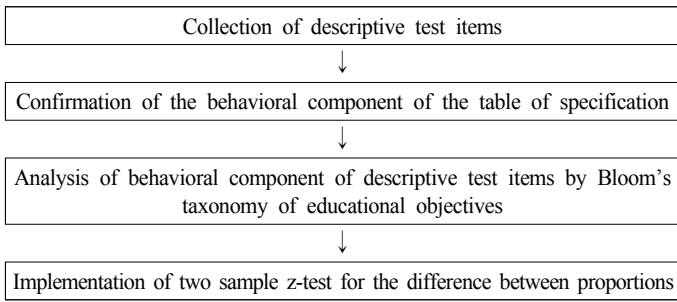 Collection of descriptive test items
↓
Confirmation of the behavioral component of the table of specification
↓
Analysis of behavioral component of descriptive test items by Bloom's
taxonomy of educational objectives
↓
Implementation of two sample z-test for the difference between proportions